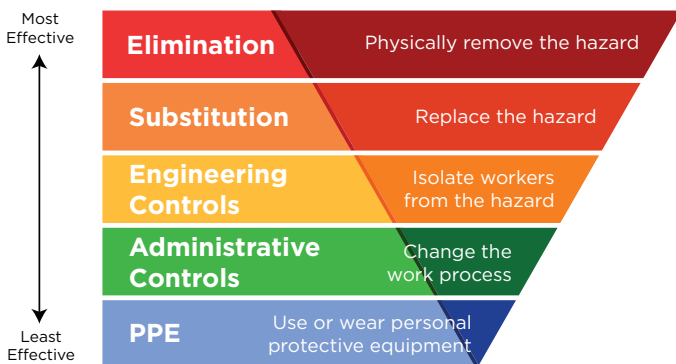 Most
Effective
Elimination
Physically remove the hazard
Substitution
Replace the hazard
Engineering
Controls
Isolate workers
from the hazard
Administrative
Controls
Change the
work process
PPE
Use or wear personal
protective equipment
Least
Effective